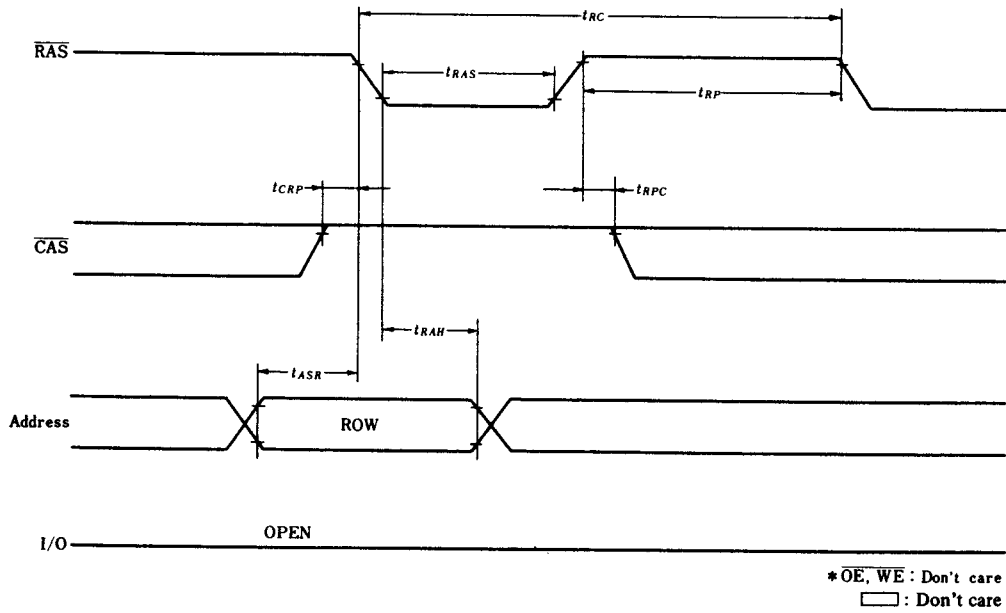 tRC
RAS
tRAS
tRP
tCRP
tRPC
CAS
tRAH
tASR
Address
ROW
I/O
OPEN
* OE, WE : Don't care
: Don't care